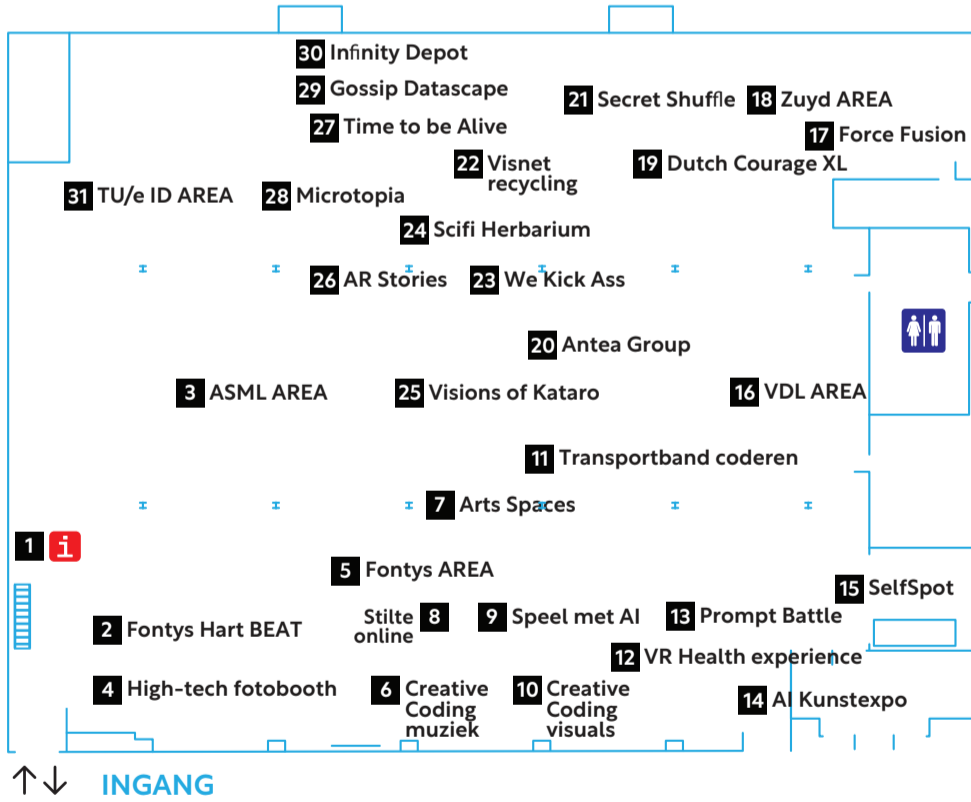 30 Infinity Depot
29 Gossip Datascape
21 Secret Shuffle
18 Zuyd AREA
27 Time to be Alive
17 Force Fusion
22 Visnet
recycling
19 Dutch Courage XL
31 TU/e ID AREA
28 Microtopia
24 Scifi Herbarium
26 AR Stories
23 We Kick Ass
20 Antea Group
3 ASML AREA
25 Visions of Kataro
16 VDL AREA
11 Transportband coderen
7 Arts Spaces
1 i
5 Fontys AREA
15 SelfSpot
2 Fontys Hart BEAT
Stilte 8
online
9 Speel met AI
13 Prompt Battle
12 VR Health experience
4 High-tech fotobooth
6 Creative
Coding
muziek
10 Creative
Coding
visuals
14 AI Kunstexpo
↑↓ INGANG